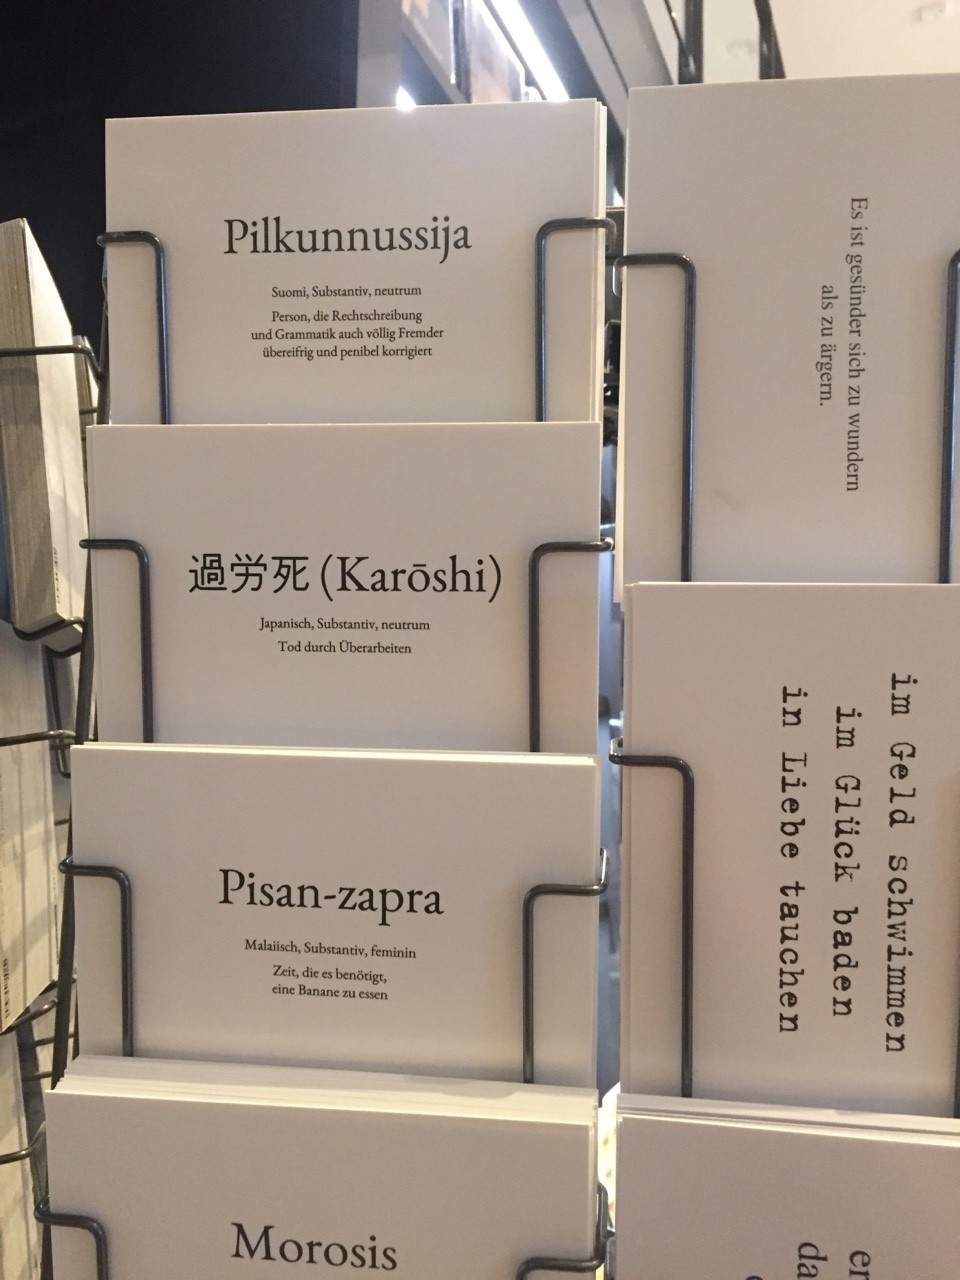 Pilkunnussija
Suomi, Substantiv, neutrum
Person, die Rechtschreibung
und Grammatik auch völlig Fremder
übereifrig und penibel korrigiert
過労死 (Karōshi)
Japanisch, Substantiv, neutrum
Tod durch Überarbeiten
Pisan-zapra
Malaiisch, Substantiv, feminin
Zeit, die es benötigt,
eine Banane zu essen
Morosis
Es ist gesünder sich zu wundern
als zu ärgern.
im Geld schwimmen
im Glück baden
in Liebe tauchen